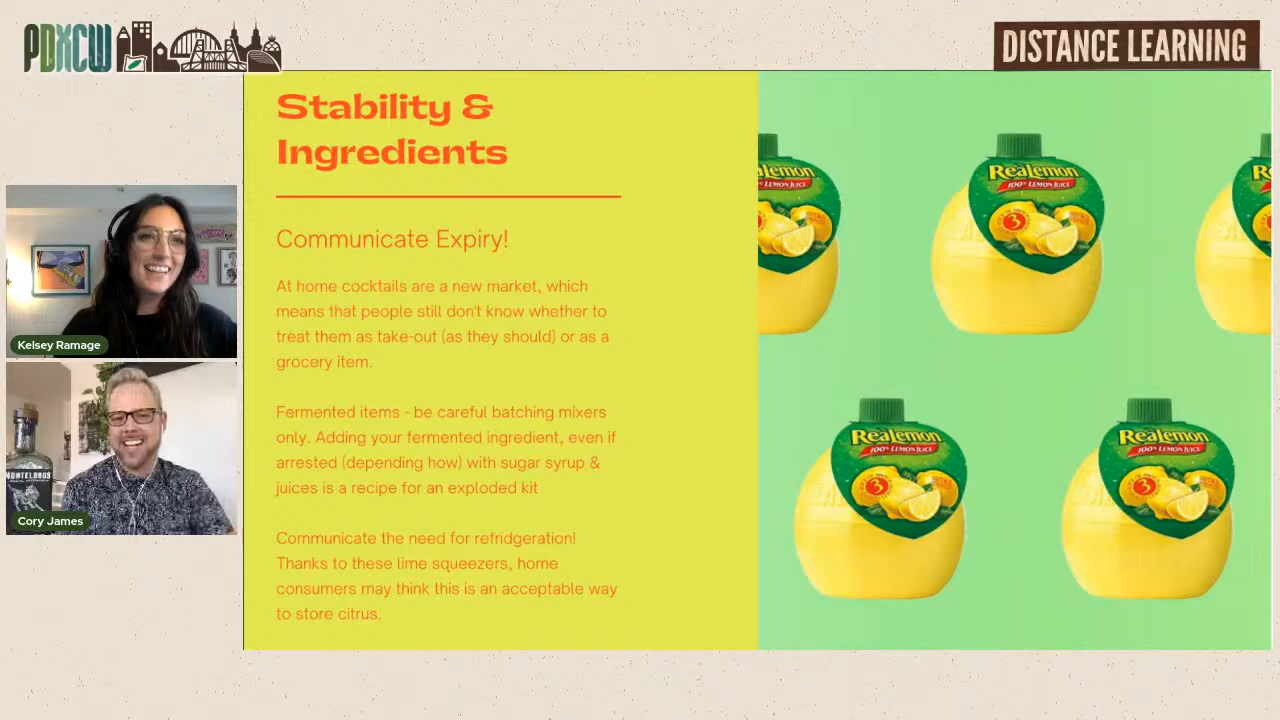 PDXCW
DISTANCE LEARNING
Stability &
Ingredients
Communicate Expiry!
At home cocktails are a new market, which
means that people still don't know whether to
treat them as take-out (as they should) or as a
grocery item.
Fermented items - be careful batching mixers
only. Adding your fermented ingredient, even if
arrested (depending how) with sugar syrup &
juices is a recipe for an exploded kit
Communicate the need for refridgeration!
Thanks to these lime squeezers, home
consumers may think this is an acceptable way
to store citrus.
Kelsey Ramage
MONTELOBOS
Cory James
ReaLemon
100% LEMON JUICE
3
ReaLemon
100% LEMON JUICE
3
ReaLemon
100% LEMON JUICE
3